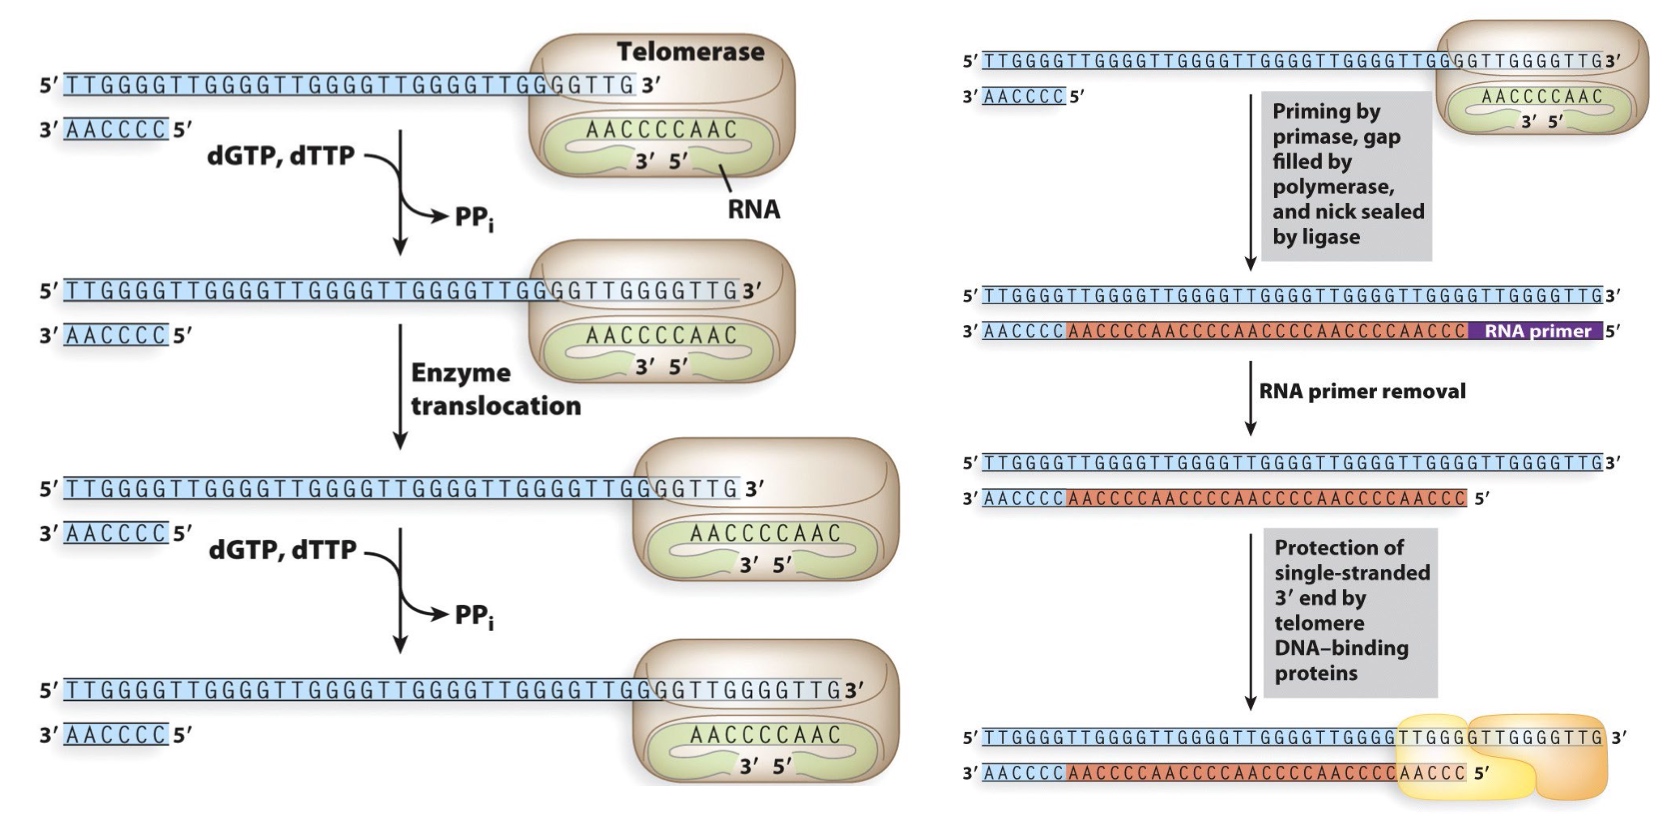 Telomerase
5′ TTGGGGTTGGGGTTGGGGTTGGGGTTGGGGTTG 3′
3′ AACCCC 5′
AACCCCAAC
3′ 5′
RNA
dGTP, dTTP
PPi
5′ TTGGGGTTGGGGTTGGGGTTGGGGTTGGGGTTGGGGTTG 3′
3′ AACCCC 5′
AACCCCAAC
3′ 5′
Enzyme
translocation
5′ TTGGGGTTGGGGTTGGGGTTGGGGTTGGGGTTGGGGTTG 3′
3′ AACCCC 5′
AACCCCAAC
3′ 5′
dGTP, dTTP
PPi
5′ TTGGGGTTGGGGTTGGGGTTGGGGTTGGGGTTGGGGTTGGGGTTG 3′
3′ AACCCC 5′
AACCCCAAC
3′ 5′
5′ TTGGGGTTGGGGTTGGGGTTGGGGTTGGGGTTGGGGTTGGGGTTG 3′
3′ AACCCC 5′
AACCCCAAC
3′ 5′
Priming by
primase, gap
filled by
polymerase,
and nick sealed
by ligase
5′ TTGGGGTTGGGGTTGGGGTTGGGGTTGGGGTTGGGGTTGGGGTTG 3′
3′ AACCCCAACCCCAACCCCAACCCCAACCCCAACCC RNA primer 5′
RNA primer removal
5′ TTGGGGTTGGGGTTGGGGTTGGGGTTGGGGTTGGGGTTGGGGTTG 3′
3′ AACCCCAACCCCAACCCCAACCCCAACCCCAACCC 5′
Protection of
single-stranded
3′ end by
telomere
DNA–binding
proteins
5′ TTGGGGTTGGGGTTGGGGTTGGGGTTGGGGTTGGGGTTGGGGTTG 3′
3′ AACCCCAACCCCAACCCCAACCCCAACCCCAACCC 5′